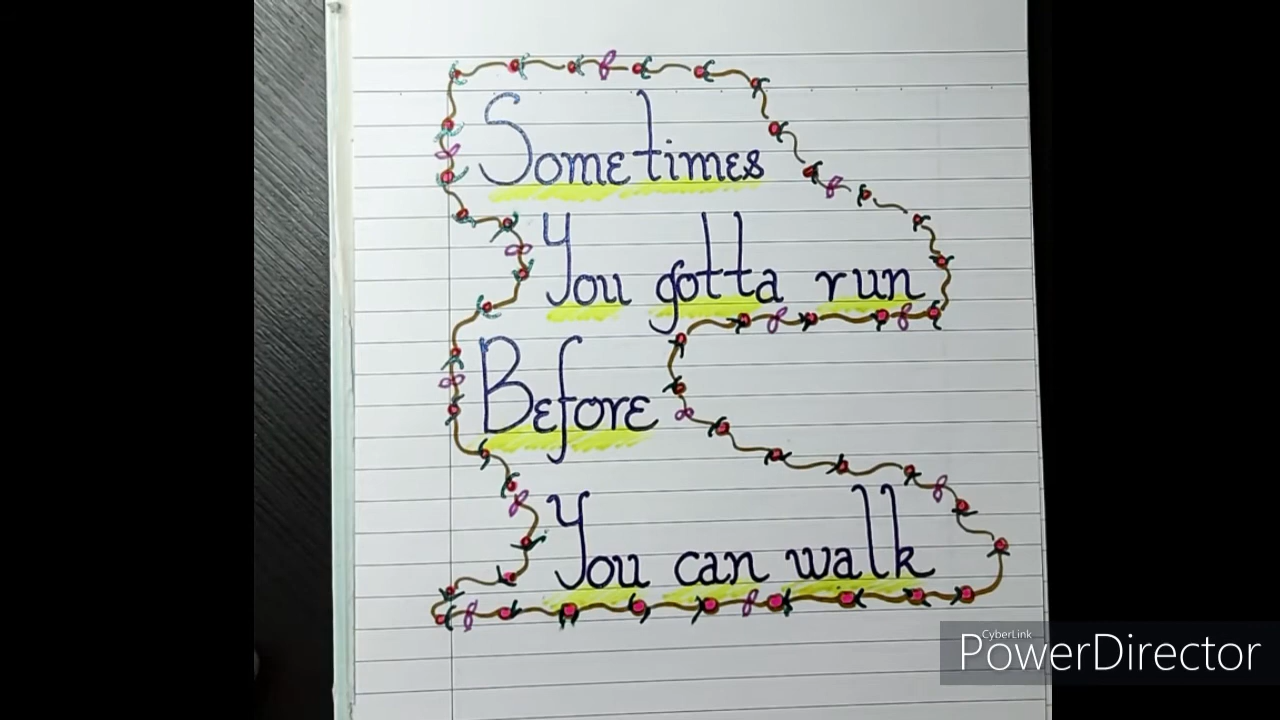 Sometimes
You gotta run
Before
You can walk
CyberLink
PowerDirector